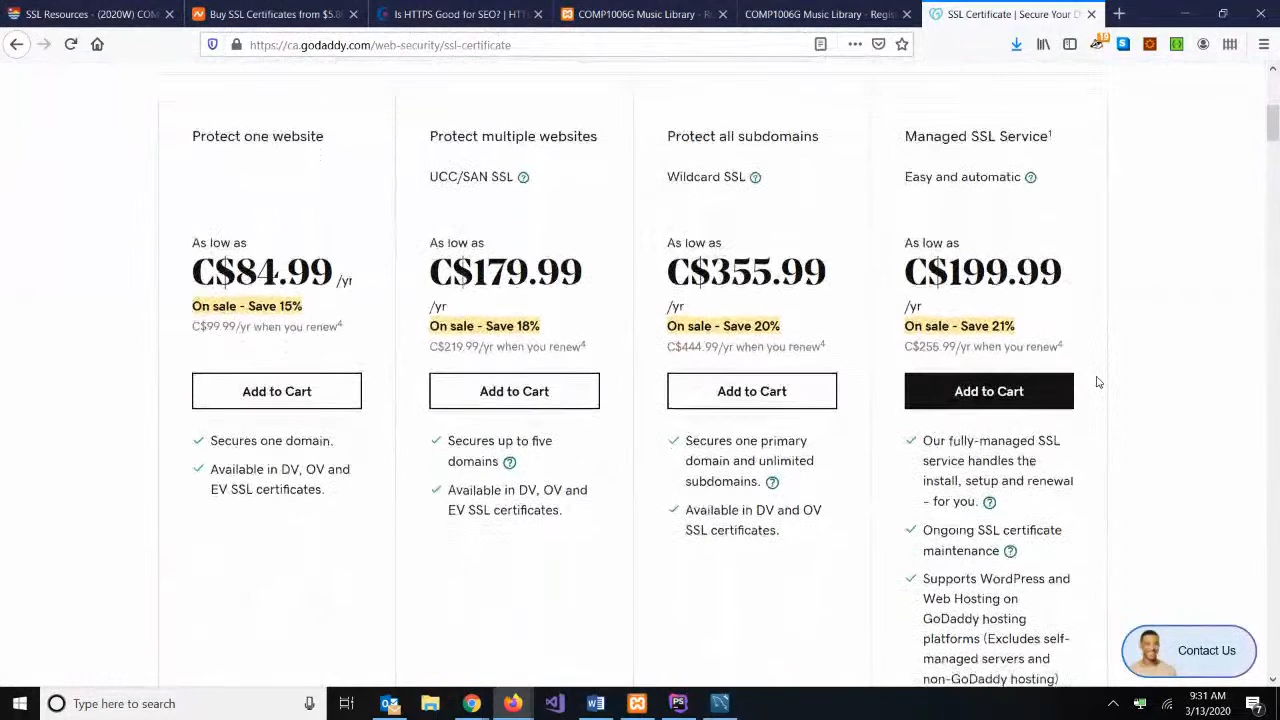 SSL Resources - (2020W) COM
Buy SSL Certificates from $5.8
Is HTTPS Good for SEO? | HTT
COMP1006G Music Library - R
COMP1006G Music Library - Regis
SSL Certificate | Secure Your D
https://ca.godaddy.com/web-security/ssl-certificate
Protect one website
As low as
C$84.99 /yr
On sale - Save 15%
C$99.99/yr when you renew4
Add to Cart
Secures one domain.
Available in DV, OV and
EV SSL certificates.
Protect multiple websites
UCC/SAN SSL ?
As low as
C$179.99
/yr
On sale - Save 18%
C$219.99/yr when you renew4
Add to Cart
Secures up to five
domains ?
Available in DV, OV and
EV SSL certificates.
Protect all subdomains
Wildcard SSL ?
As low as
C$355.99
/yr
On sale - Save 20%
C$444.99/yr when you renew4
Add to Cart
Secures one primary
domain and unlimited
subdomains. ?
Available in DV and OV
SSL certificates.
Managed SSL Service1
Easy and automatic ?
As low as
C$199.99
/yr
On sale - Save 21%
/yr when you renew4
Add to Cart
Our fully-managed SSL
service handles the
install, setup and renewal
– for you. ?
Ongoing SSL certificate
maintenance ?
Supports WordPress and
Web Hosting on
GoDaddy hosting
platforms (Excludes self-
managed servers and
non-GoDaddy hosting)
Contact Us
Type here to search
9:31 AM
3/13/2020
7